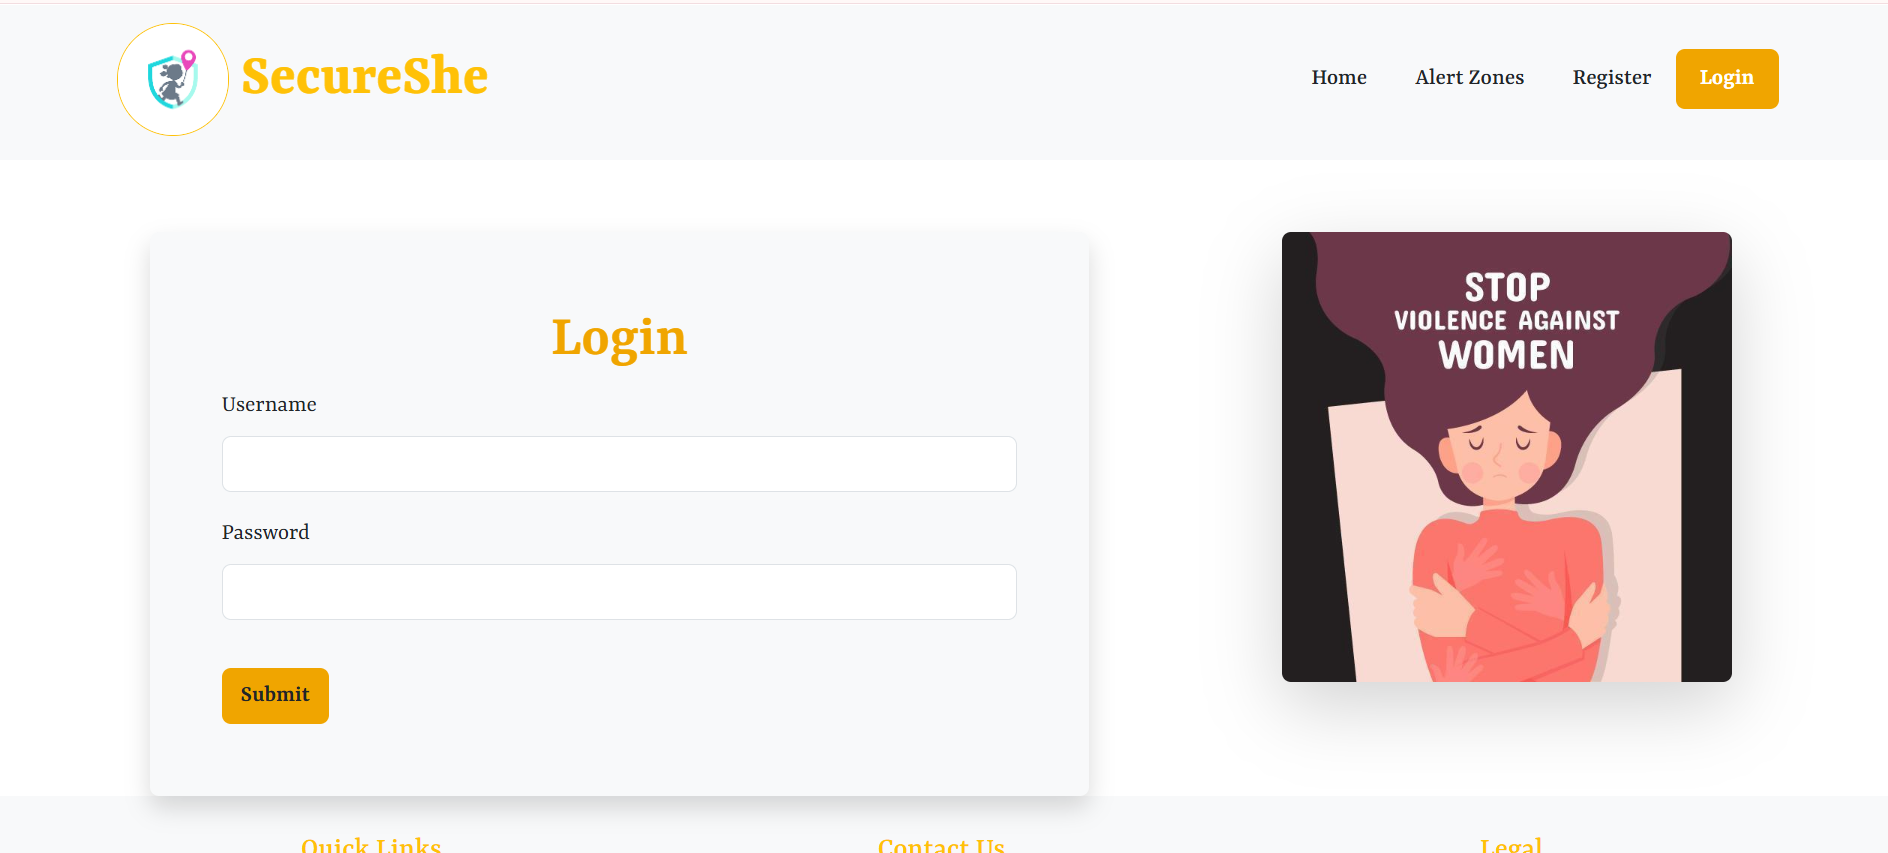 SecureShe
Home
Alert Zones
Register
Login
Login
Username
Password
Submit
STOP
VIOLENCE AGAINST
WOMEN
Quick Links
Contact Us
Legal